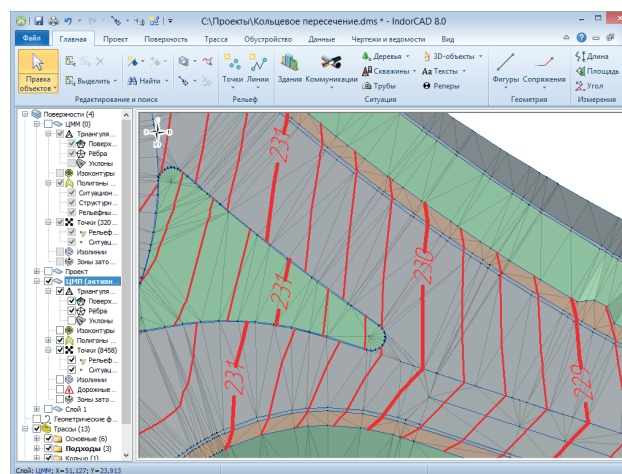 C:\Проекты\Кольцевое пересечение.dms * - IndorCAD 8.0
Файл Главная Проект Поверхность Трасса Обустройство Данные Чертежи и ведомости Вид
Правка объектов
Выделить
Найти
Редактирование и поиск
Точки Линии
Рельеф
Здания Коммуникации
Деревья
Скважины
Трубы
3D-объекты
Тексты
Реперы
Ситуация
Фигуры Сопряжения
Геометрия
Длина
Площадь
Угол
Измерения
Поверхности (4)
ЦММ (0)
Триангуля...
Поверх...
Рёбра
Уклоны
Изоконтуры
Полигоны ...
Ситуацион...
Структурн...
Рельефны...
Точки (320...
Рельеф...
Ситуац...
Изолинии
Зоны зато...
Проект
ЦМП (активн...
Триангуля...
Поверх...
Рёбра
Уклоны
Изоконтуры
Полигоны ...
Точки (8458)
Рельеф...
Ситуац...
Изолинии
Дорожные ...
Зоны зато...
Слой 1
Геометрические ф...
Трассы (13)
Основные (6)
Подходы (3)
Кольцо (1)
231
231
231
230
229
Слой: ЦММ; X=51,127; Y=23,913